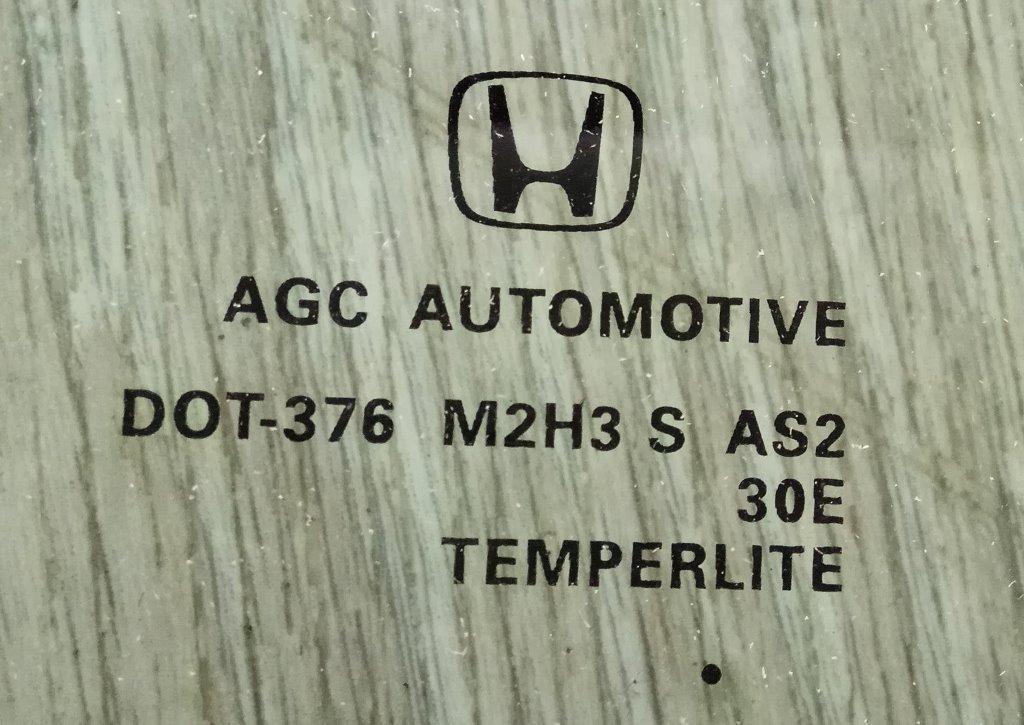 AGC AUTOMOTIVE
DOT-376 M2H3 S AS2
30E
TEMPERLITE